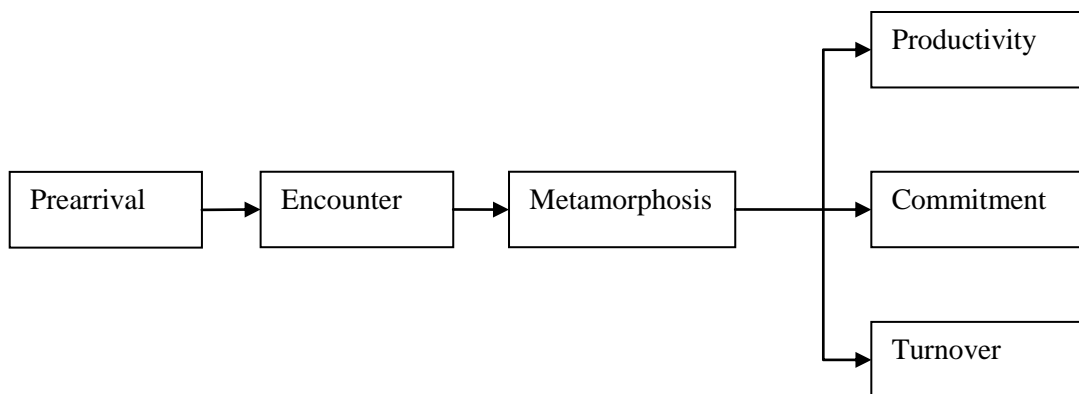 Productivity
Prearrival
Encounter
Metamorphosis
Commitment
Turnover